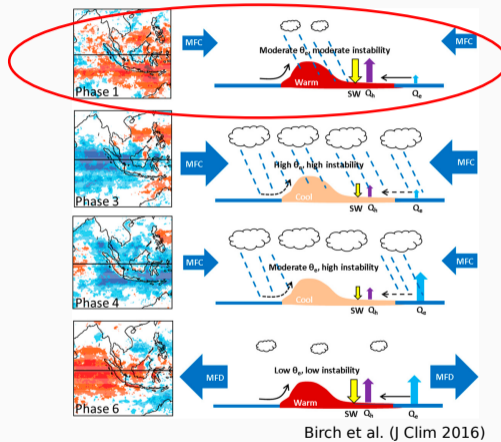 MFC
MFC
Moderate θe, moderate instability
Warm
SW Qh Qe
Phase 1
MFC
MFC
High θe, high instability
Cool
SW Qh Qe
Phase 3
MFC
Moderate θe, high instability
Cool
SW Qh Qe
Phase 4
MFC
MFD
MFD
Low θe, low instability
Warm
SW Qh Qe
Phase 6
Birch et al. (J Clim 2016)